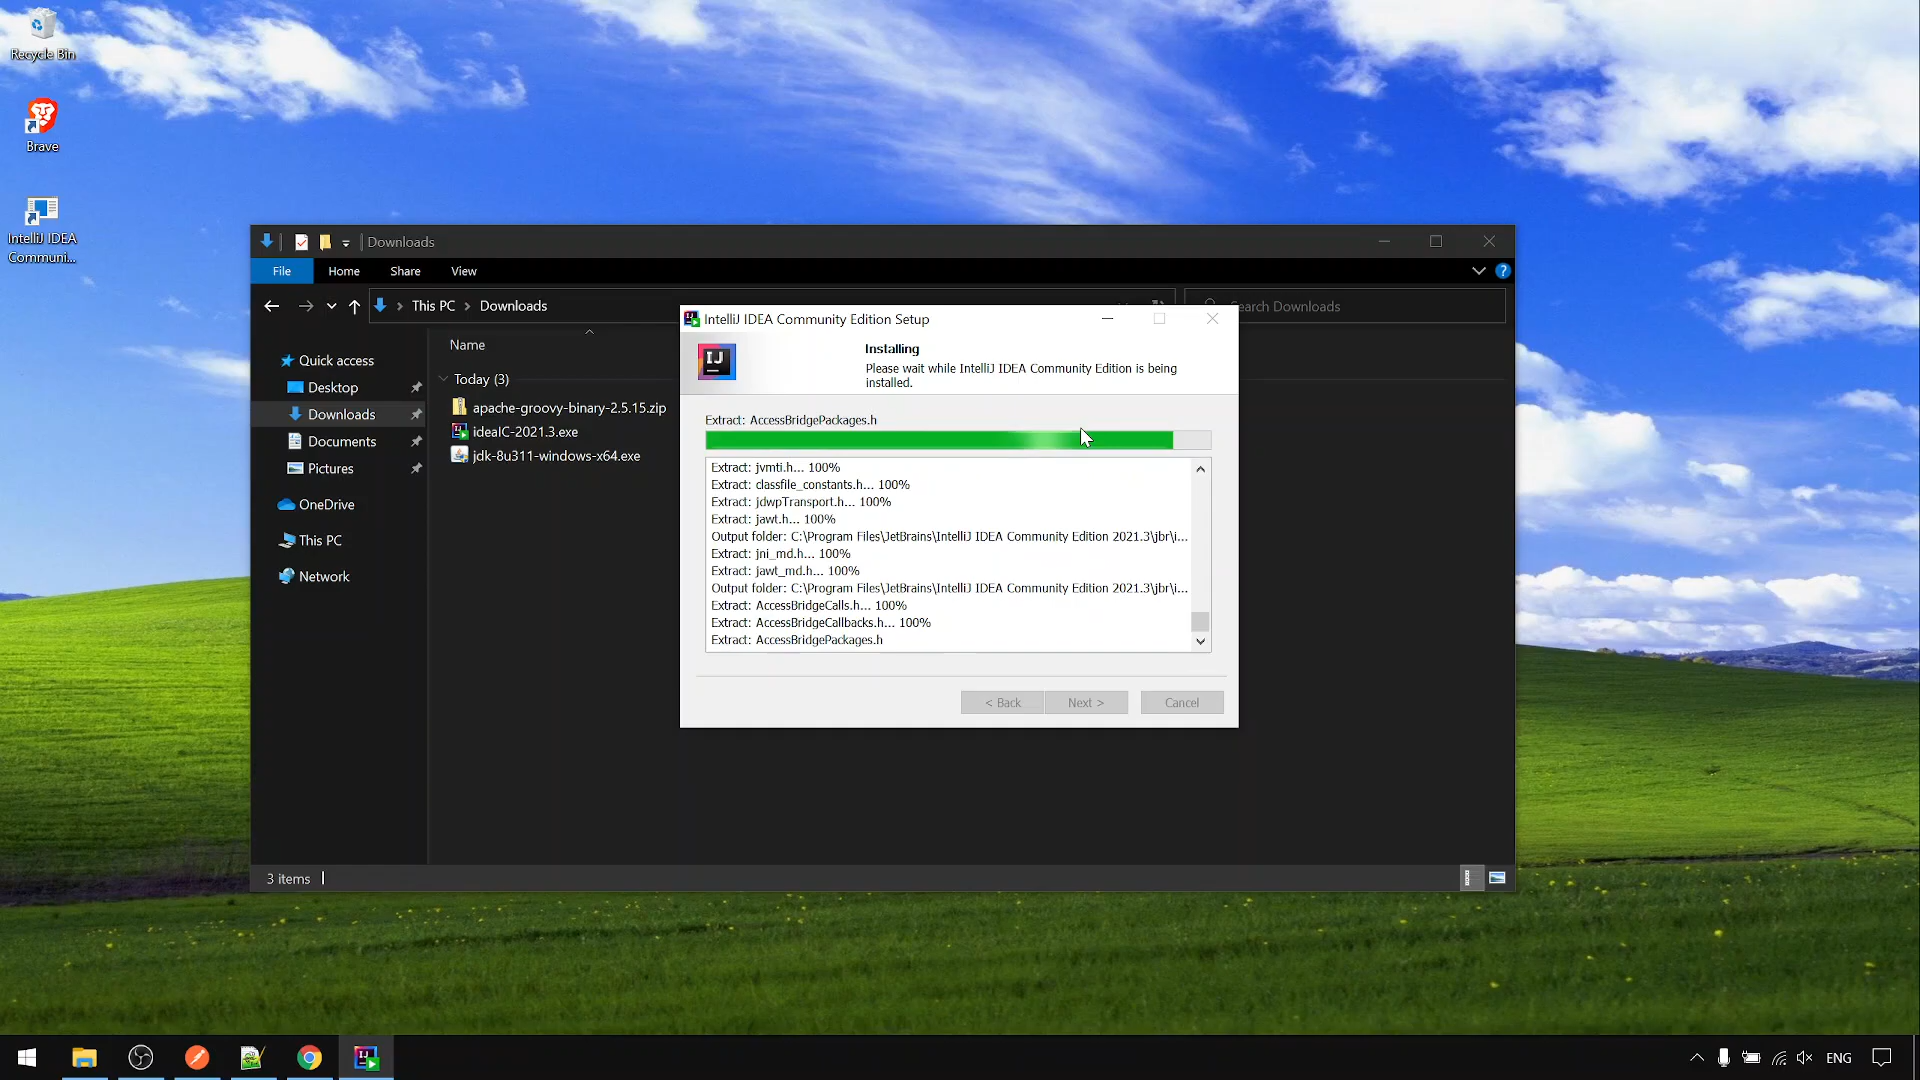 Recycle Bin
Brave
IntelliJ IDEA
Communi...
Downloads
File
Home
Share
View
?
This PC
Downloads
Search Downloads
Quick access
Desktop
Downloads
Documents
Pictures
OneDrive
This PC
Network
Name
Today (3)
apache-groovy-binary-2.5.15.zip
ideaIC-2021.3.exe
jdk-8u311-windows-x64.exe
3 items
IntelliJ IDEA Community Edition Setup
IJ
Installing
Please wait while IntelliJ IDEA Community Edition is being
installed.
Extract: AccessBridgePackages.h
Extract: jvmti.h... 100%
Extract: classfile_constants.h... 100%
Extract: jdwpTransport.h... 100%
Extract: jawt.h... 100%
Output folder: C:\Program Files\JetBrains\IntelliJ IDEA Community Edition 2021.3\jbr\i...
Extract: jni_md.h... 100%
Extract: jawt_md.h... 100%
Output folder: C:\Program Files\JetBrains\IntelliJ IDEA Community Edition 2021.3\jbr\i...
Extract: AccessBridgeCalls.h... 100%
Extract: AccessBridgeCallbacks.h... 100%
Extract: AccessBridgePackages.h
< Back
Next >
Cancel
IJ
ENG